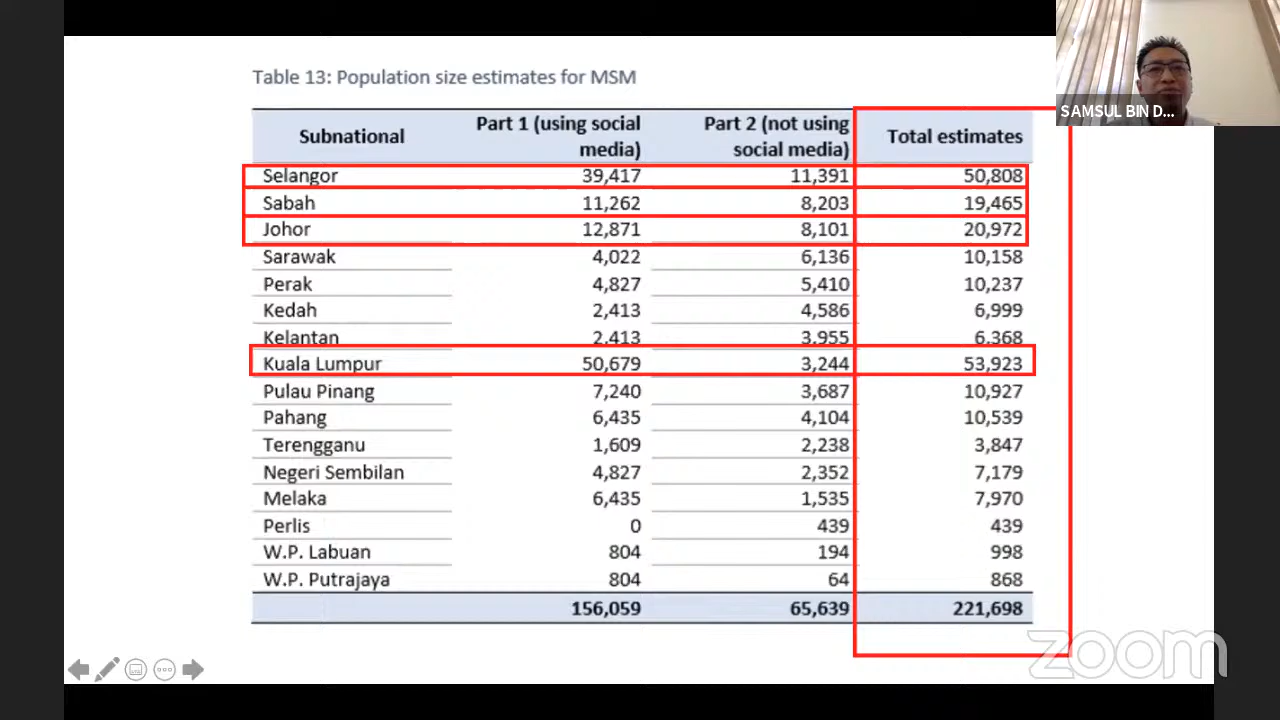 SAMSUL BIN D...
Table 13: Population size estimates for MSM
Subnational Part 1 (using social media) Part 2 (not using social media) Total estimates
Selangor 39,417 11,391 50,808
Sabah 11,262 8,203 19,465
Johor 12,871 8,101 20,972
Sarawak 4,022 6,136 10,158
Perak 4,827 5,410 10,237
Kedah 2,413 4,586 6,999
Kelantan 2,413 3,955 6,368
Kuala Lumpur 50,679 3,244 53,923
Pulau Pinang 7,240 3,687 10,927
Pahang 6,435 4,104 10,539
Terengganu 1,609 2,238 3,847
Negeri Sembilan 4,827 2,352 7,179
Melaka 6,435 1,535 7,970
Perlis 0 439 439
W.P. Labuan 804 194 998
W.P. Putrajaya 804 64 868
156,059 65,639 221,698
zoom